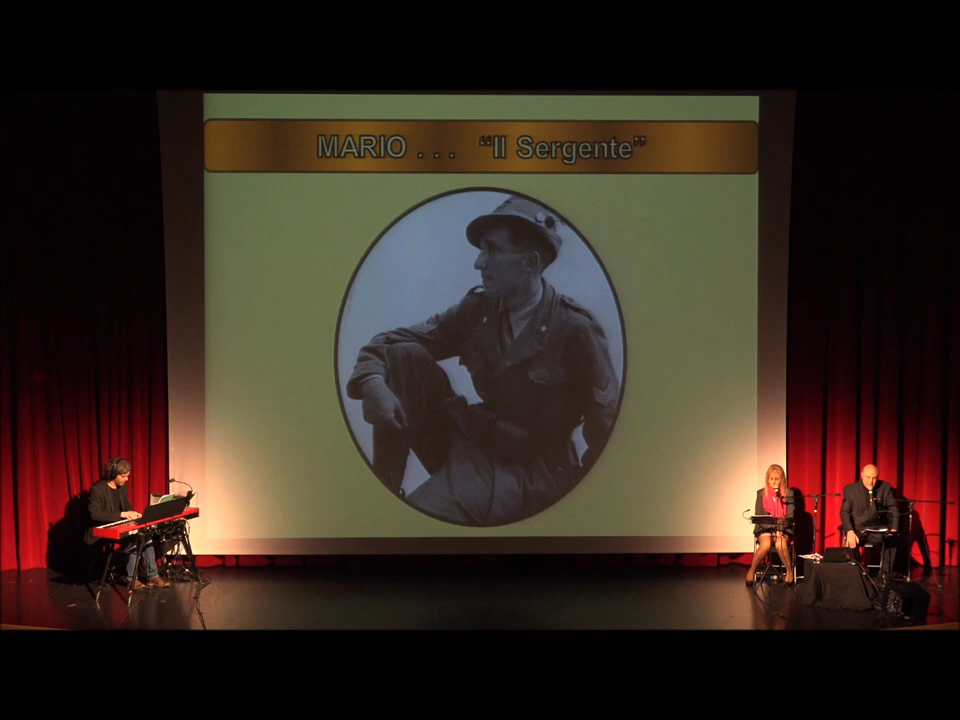 MARIO . . . “Il Sergente”